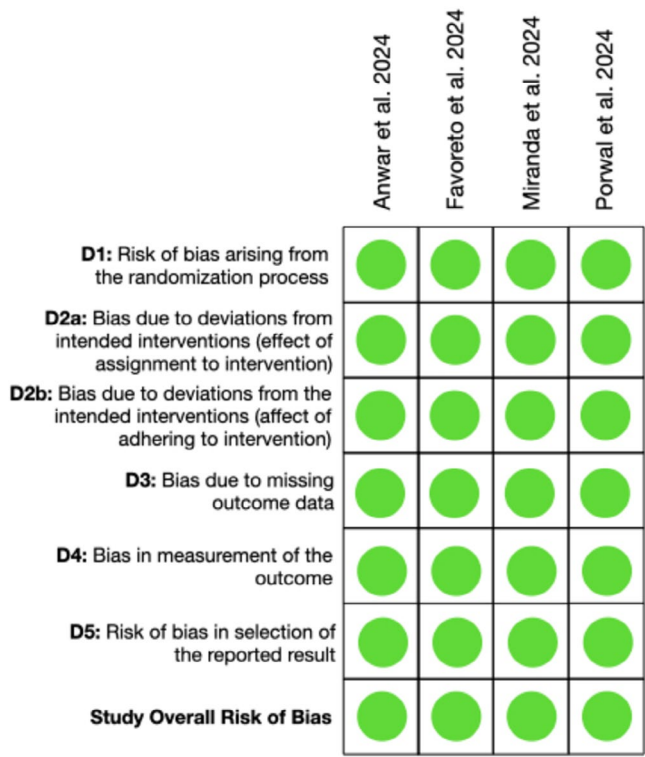 Anwar et al. 2024
Favoreto et al. 2024
Miranda et al. 2024
Porwal et al. 2024
D1: Risk of bias arising from
the randomization process
D2a: Bias due to deviations from
intended interventions (effect of
assignment to intervention)
D2b: Bias due to deviations from the
intended interventions (affect of
adhering to intervention)
D3: Bias due to missing
outcome data
D4: Bias in measurement of the
outcome
D5: Risk of bias in selection of
the reported result
Study Overall Risk of Bias